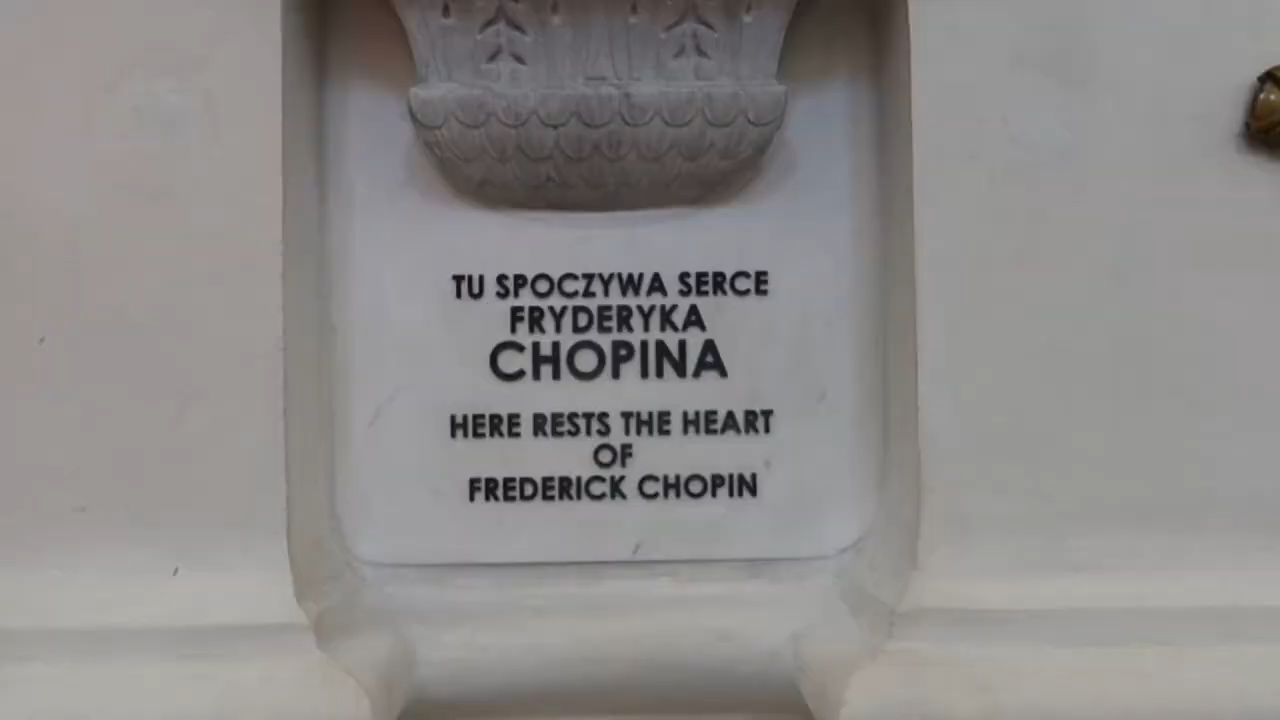 TU SPOCZYWA SERCE
FRYDERYKA
CHOPINA
HERE RESTS THE HEART
OF
FREDERICK CHOPIN